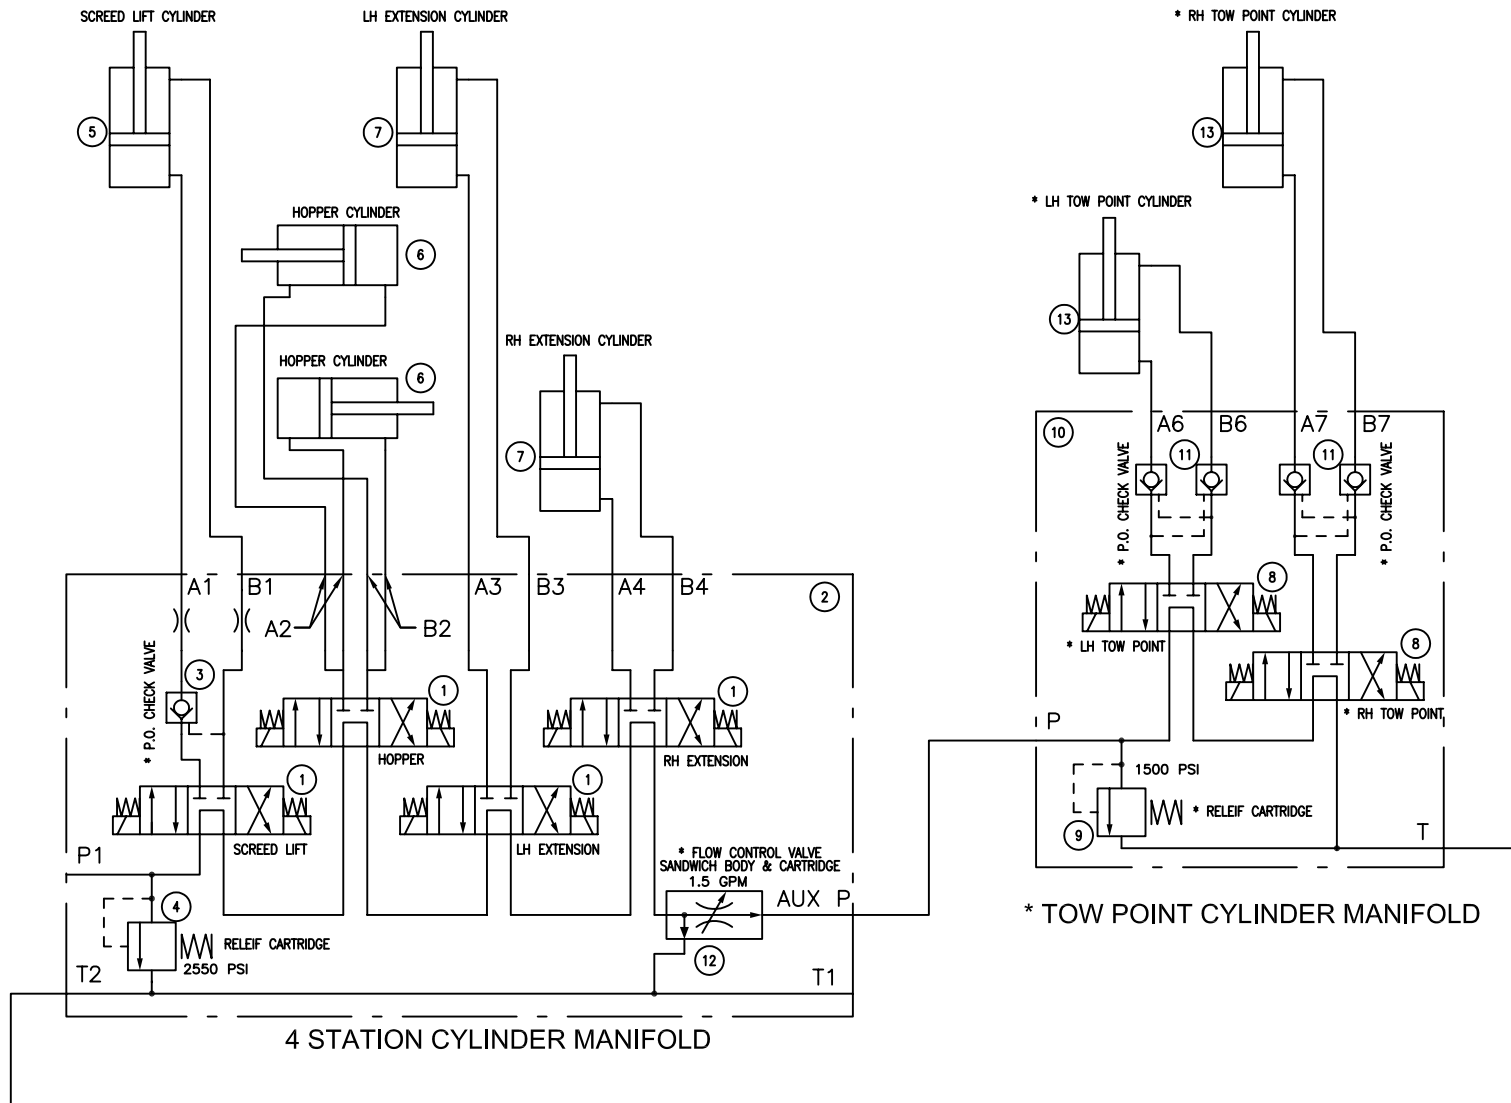 SCREED LIFT CYLINDER
LH EXTENSION CYLINDER
* RH TOW POINT CYLINDER
5
7
13
* LH TOW POINT CYLINDER
HOPPER CYLINDER
6
13
RH EXTENSION CYLINDER
HOPPER CYLINDER
6
7
10
A6
B6
A7
B7
* P.O. CHECK VALVE
11
11
* P.O. CHECK VALVE
A1
B1
A2
B2
A3
B3
A4
B4
2
8
* LH TOW POINT
8
* RH TOW POINT
* P.O. CHECK VALVE
3
1
HOPPER
1
RH EXTENSION
P
1500 PSI
* RELEIF CARTRIDGE
9
T
1
SCREED LIFT
1
LH EXTENSION
P1
* FLOW CONTROL VALVE
SANDWICH BODY & CARTRIDGE
1.5 GPM
AUX P
12
4
RELEIF CARTRIDGE
2550 PSI
T2
T1
* TOW POINT CYLINDER MANIFOLD
4 STATION CYLINDER MANIFOLD